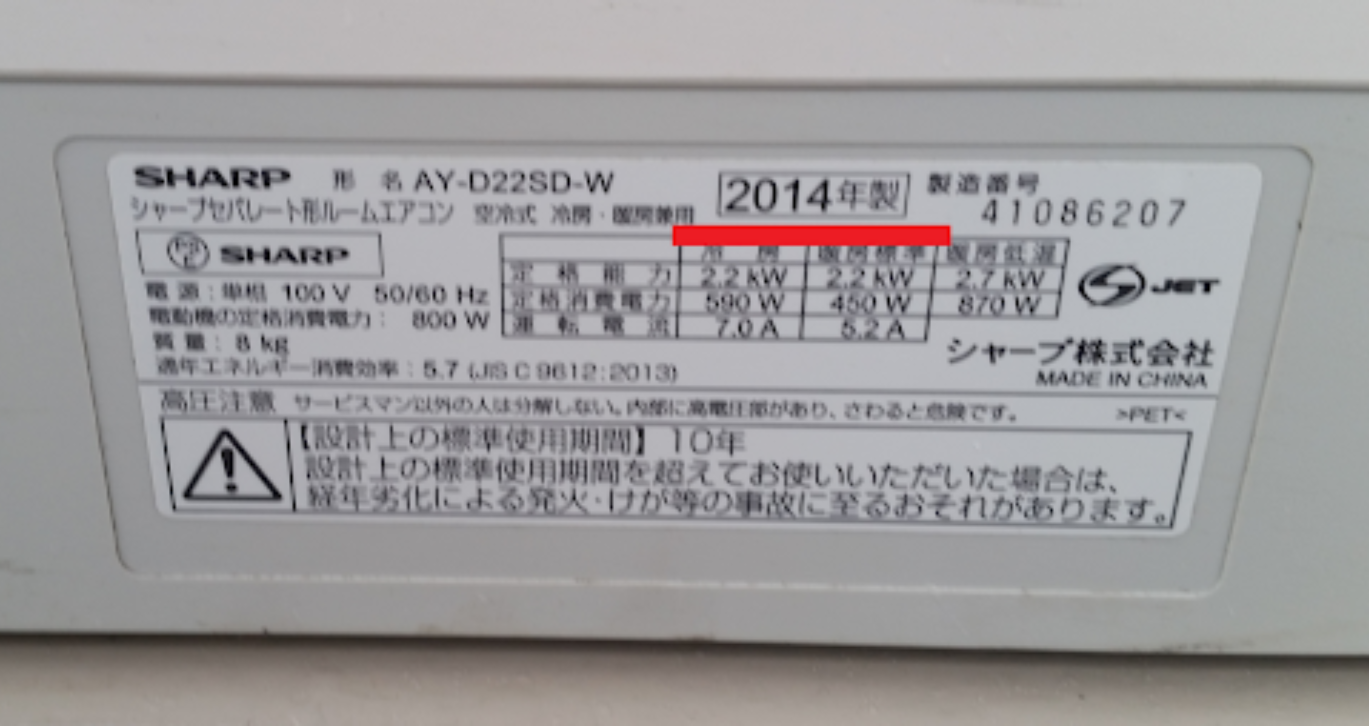 SHARP 形名 AY-D22SD-W 2014年製 製造番号
41086207
シャープセパレート形ルームエアコン 空冷式 冷房・暖房兼用
PSE SHARP
冷房 暖房標準 暖房低温
定格能力 2.2 kW 2.2 kW 2.7 kW
定格消費電力 590 W 450 W 870 W
運転電流 7.0 A 5.2 A
JET
電源:単相 100 V 50/60 Hz
電動機の定格消費電力: 800 W
質量:8 kg
通年エネルギー消費効率:5.7 (JIS C 9612:2013)
シャープ株式会社
MADE IN CHINA
高圧注意 サービスマン以外の人は分解しない。内部に高電圧部があり、さわると危険です。 >PET<
【設計上の標準使用期間】10年
設計上の標準使用期間を超えてお使いいただいた場合は、
経年劣化による発火・けが等の事故に至るおそれがあります。